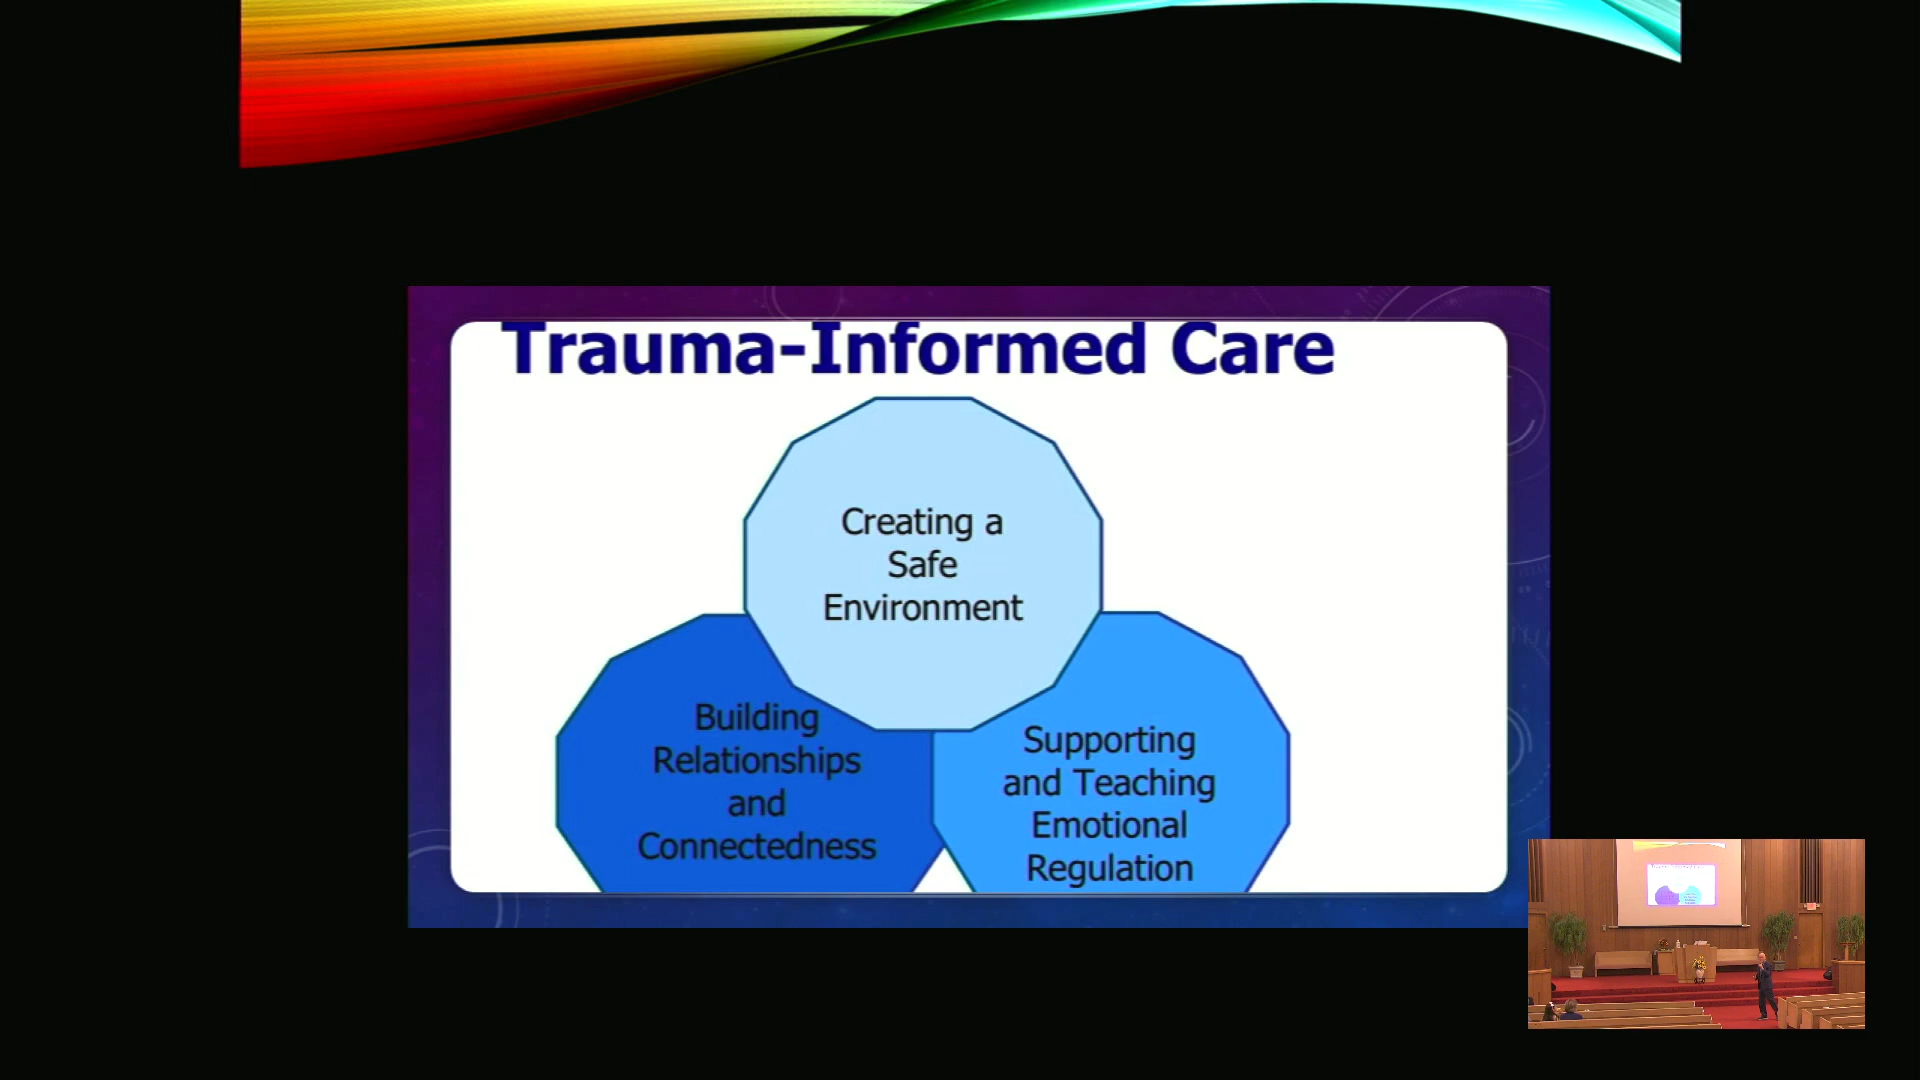 Trauma-Informed Care
Creating a
Safe
Environment
Building
Relationships
and
Connectedness
Supporting
and Teaching
Emotional
Regulation